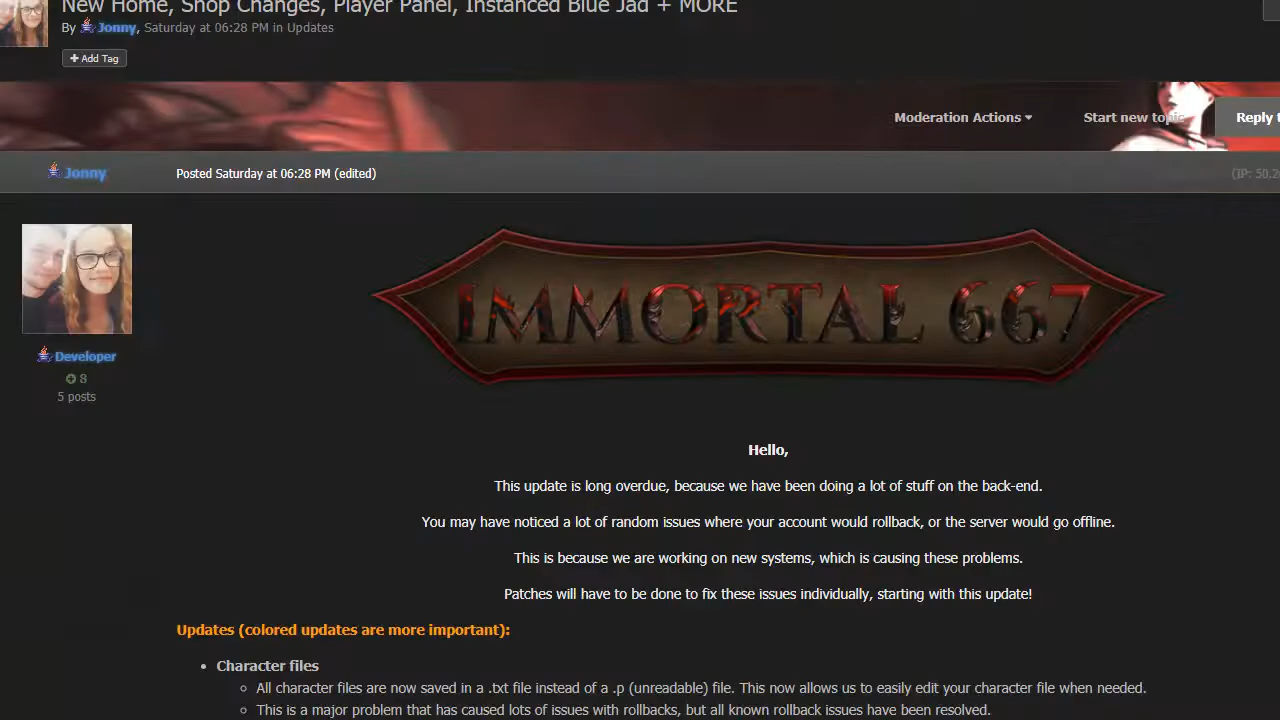 New Home, Shop Changes, Player Panel, Instanced Blue Jad + MORE
By Jonny, Saturday at 06:28 PM in Updates
Add Tag
Moderation Actions
Start new topic
Reply t
Jonny
Posted Saturday at 06:28 PM (edited)
(IP: 50.2
IMMORTAL 667
Developer
8
5 posts
Hello,
This update is long overdue, because we have been doing a lot of stuff on the back-end.
You may have noticed a lot of random issues where your account would rollback, or the server would go offline.
This is because we are working on new systems, which is causing these problems.
Patches will have to be done to fix these issues individually, starting with this update!
Updates (colored updates are more important):
Character files
All character files are now saved in a .txt file instead of a .p (unreadable) file. This now allows us to easily edit your character file when needed.
This is a major problem that has caused lots of issues with rollbacks, but all known rollback issues have been resolved.